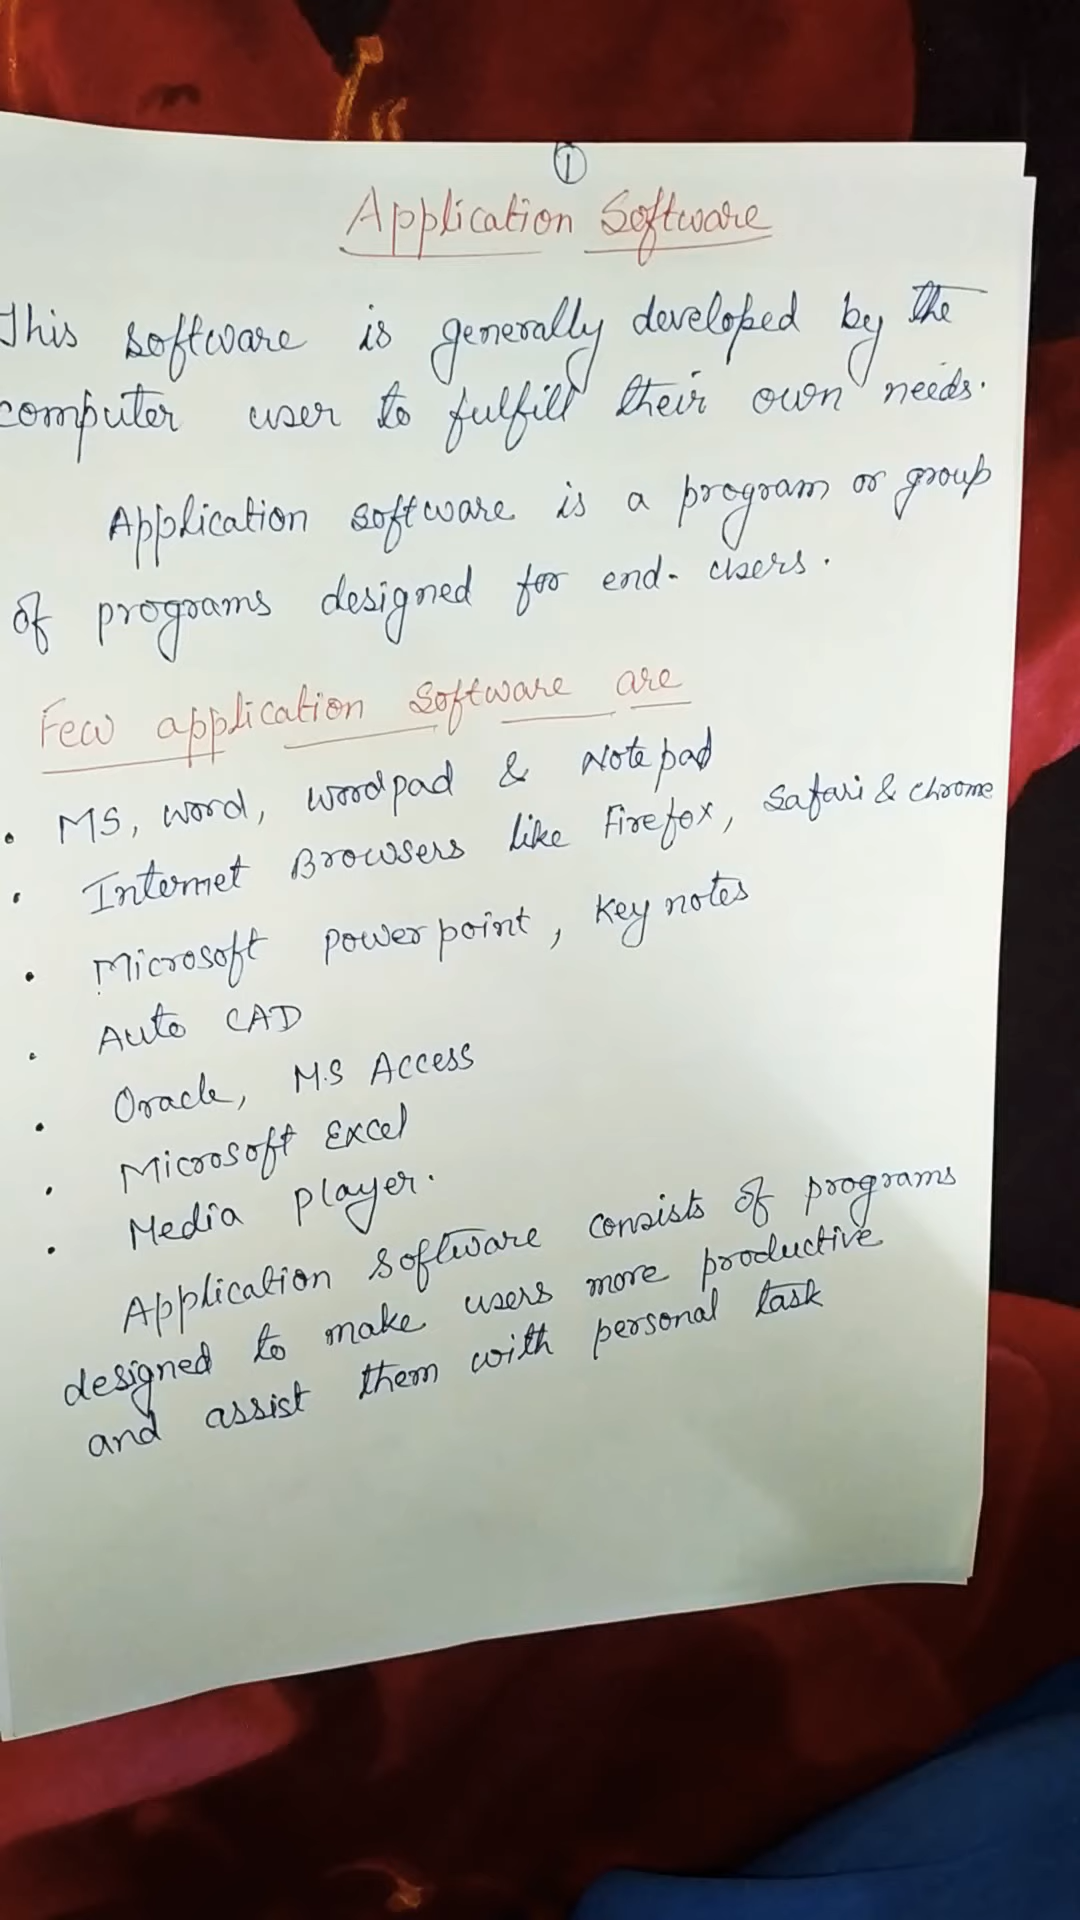 1
Application Software
This software is generally developed by the
computer user to fulfill their own needs.
Application software is a program or group
of programs designed for end-users.
Few application software are
• MS, word, wordpad & Notepad
• Internet Browsers like Firefox, Safari & chrome
• Microsoft powerpoint, key notes
• Auto CAD
• Oracle, M.S Access
• Microsoft Excel
• Media player.
Application software consists of programs
designed to make users more productive
and assist them with personal task